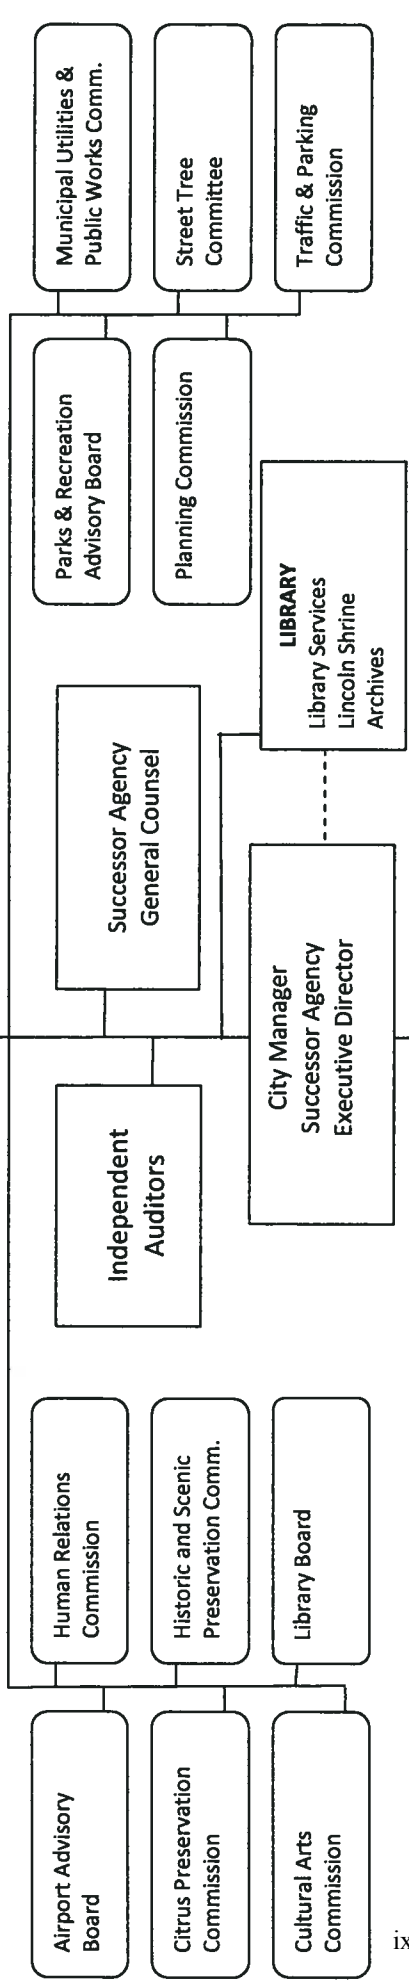 Airport Advisory
Board
Human Relations
Commission
Citrus Preservation
Commission
Historic and Scenic
Preservation Comm.
Cultural Arts
Commission
Library Board
Independent
Auditors
Successor Agency
General Counsel
City Manager
Successor Agency
Executive Director
LIBRARY
Library Services
Lincoln Shrine
Archives
Parks & Recreation
Advisory Board
Municipal Utilities &
Public Works Comm.
Planning Commission
Street Tree
Committee
Traffic & Parking
Commission
ix